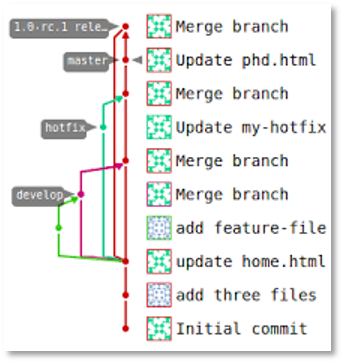 1.0-rc.1 rele… Merge branch
master Update phd.html
Merge branch
hotfix Update my-hotfix
Merge branch
develop Merge branch
add feature-file
update home.html
add three files
Initial commit